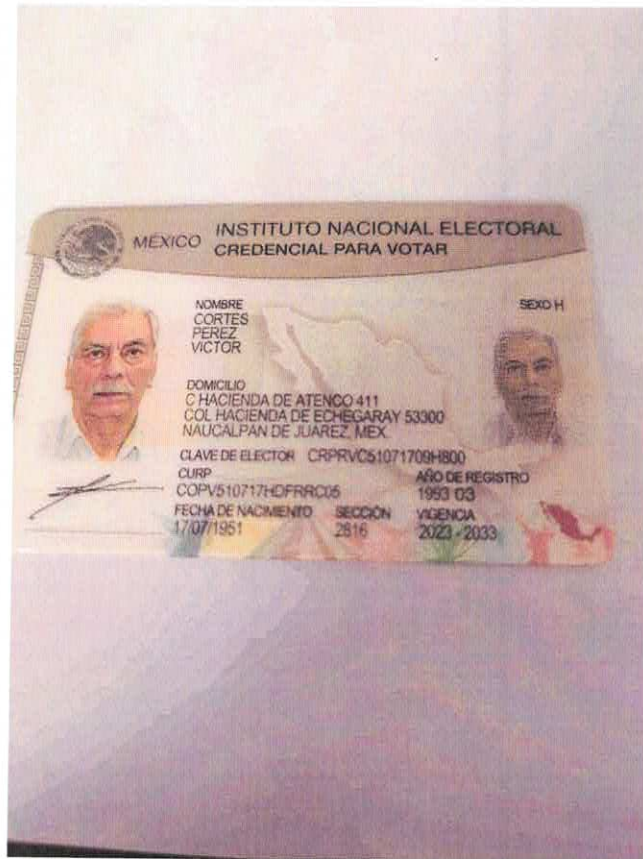 MÉXICO INSTITUTO NACIONAL ELECTORAL
CREDENCIAL PARA VOTAR
NOMBRE
CORTES
PEREZ
VICTOR
SEXO H
DOMICILIO
C HACIENDA DE ATENCO 411
COL HACIENDA DE ECHEGARAY 53300
NAUCALPAN DE JUAREZ, MEX.
CLAVE DE ELECTOR CRPRVC51071709H800
CURP
COPV510717HDFRRC05
AÑO DE REGISTRO
1993 03
FECHA DE NACIMIENTO
17/07/1951
SECCIÓN
2816
VIGENCIA
2023 - 2033